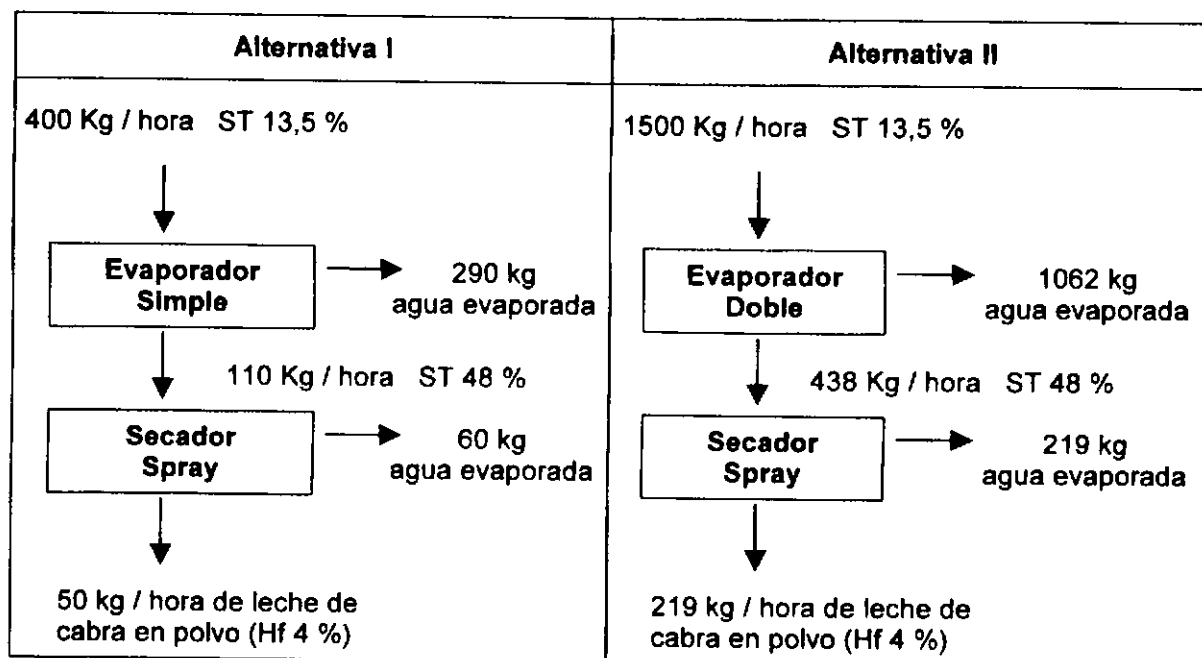 Alternativa I
400 Kg / hora ST 13,5 %
Evaporador
Simple
290 kg
agua evaporada
110 Kg / hora ST 48 %
Secador
Spray
60 kg
agua evaporada
50 kg / hora de leche de
cabra en polvo (Hf 4 %)
Alternativa II
1500 Kg / hora ST 13,5 %
Evaporador
Doble
1062 kg
agua evaporada
438 Kg / hora ST 48 %
Secador
Spray
219 kg
agua evaporada
219 kg / hora de leche de
cabra en polvo (Hf 4 %)